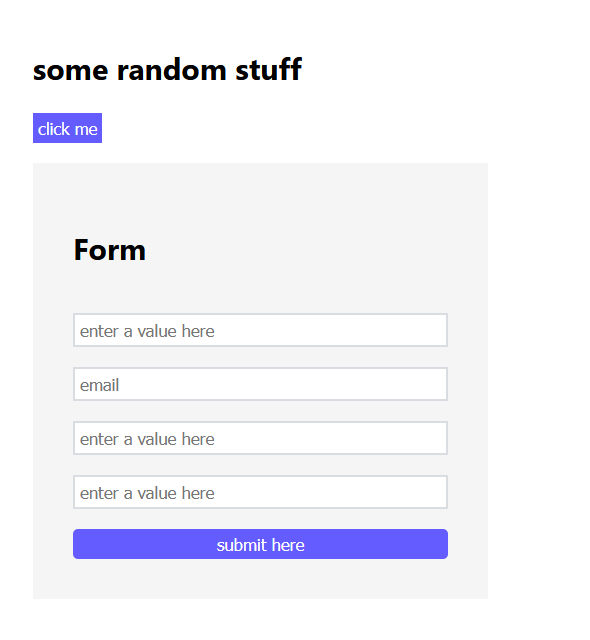 some random stuff
click me
Form
enter a value here
email
enter a value here
enter a value here
submit here